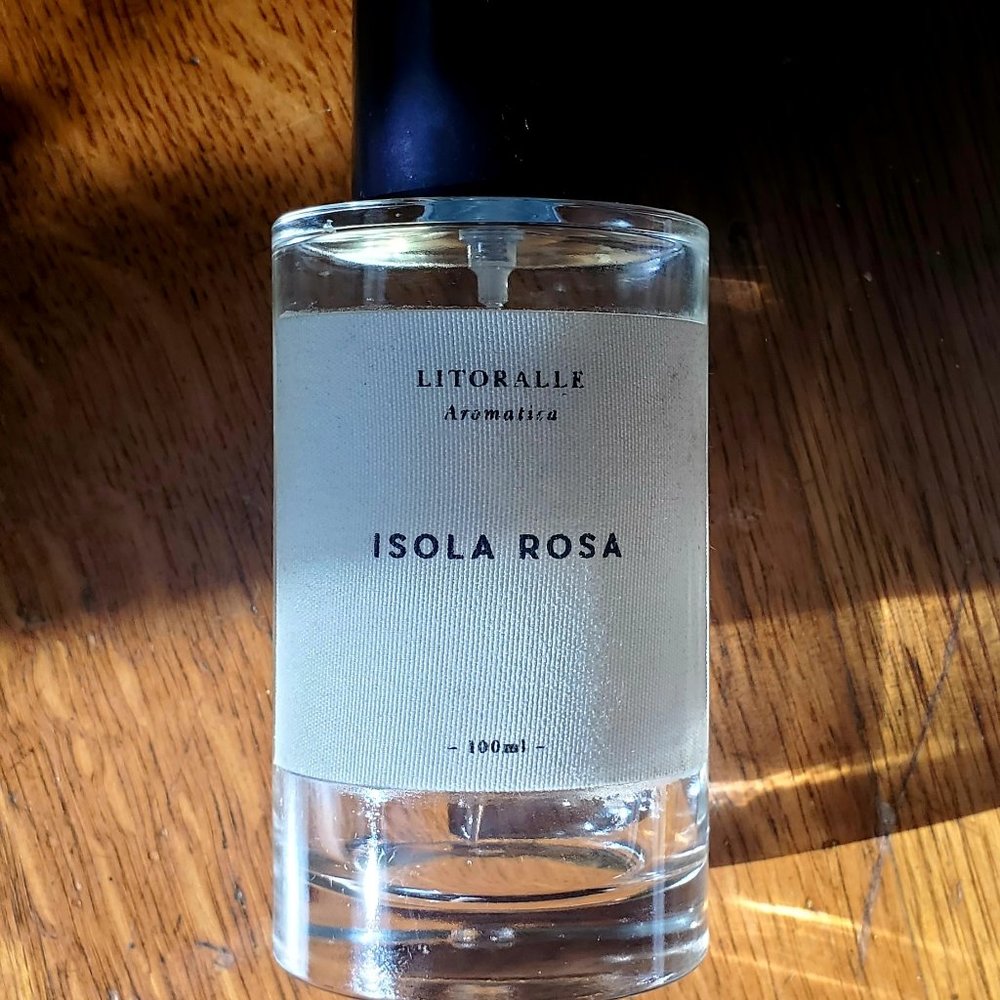 LITORALLE
Aromatica
ISOLA ROSA
- 100ml -